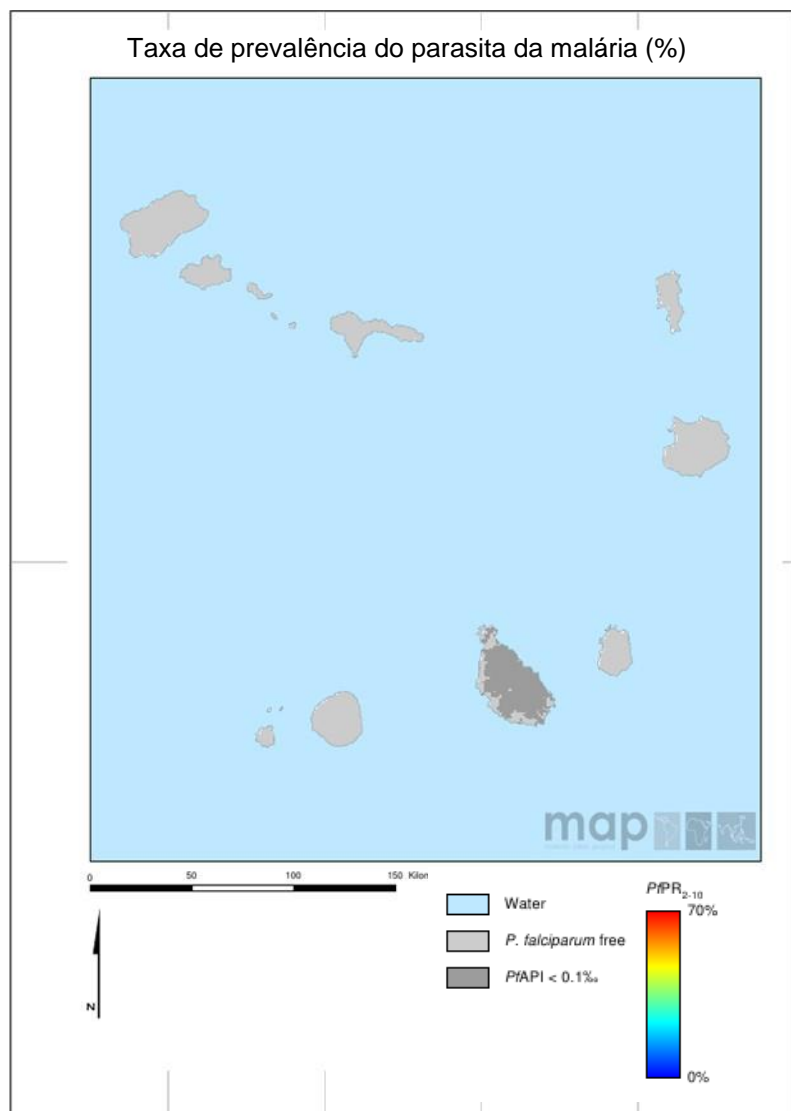 Taxa de prevalência do parasita da malária (%)
map
0 50 100 150 Kilon
N
Water
P. falciparum free
PfAPI < 0.1‰
PfPR2-10
70%
0%